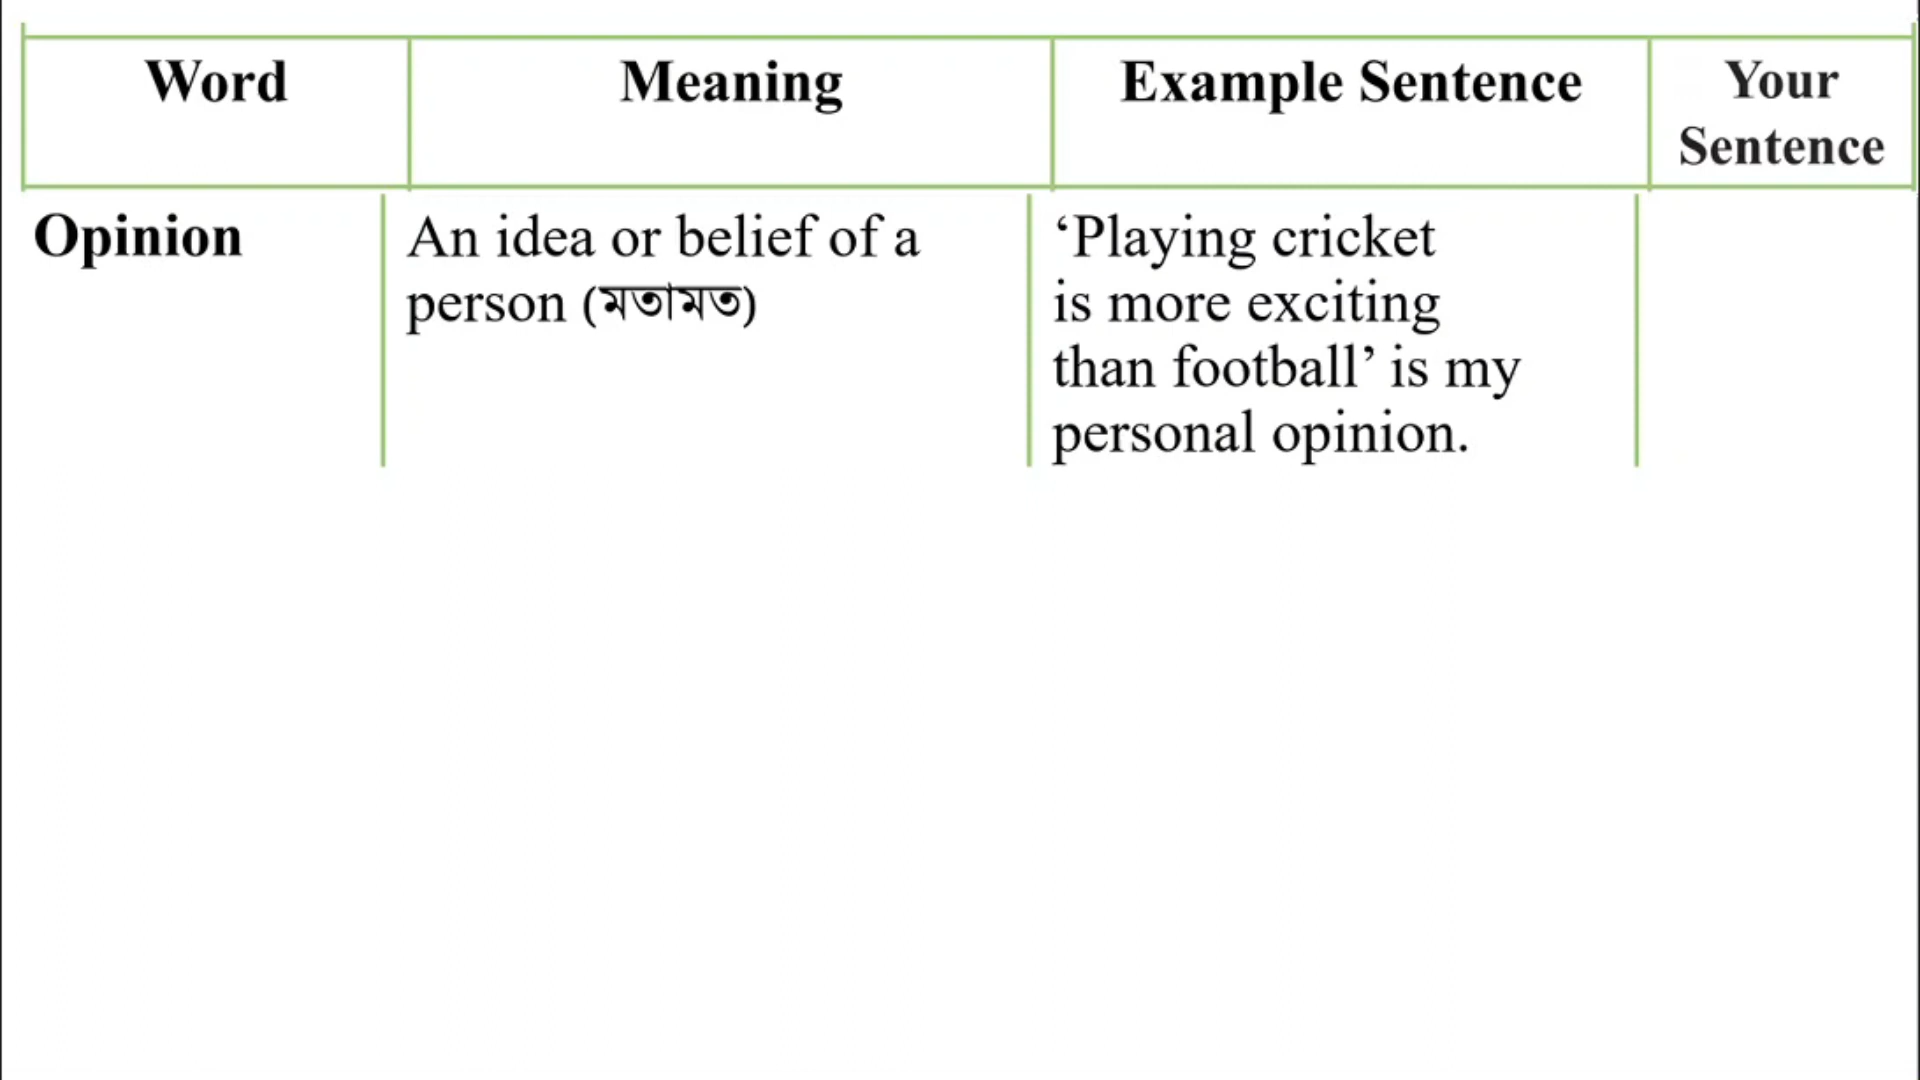 Word Meaning Example Sentence Your
Sentence
Opinion An idea or belief of a ‘Playing cricket
person (মতামত) is more exciting
than football’ is my
personal opinion.